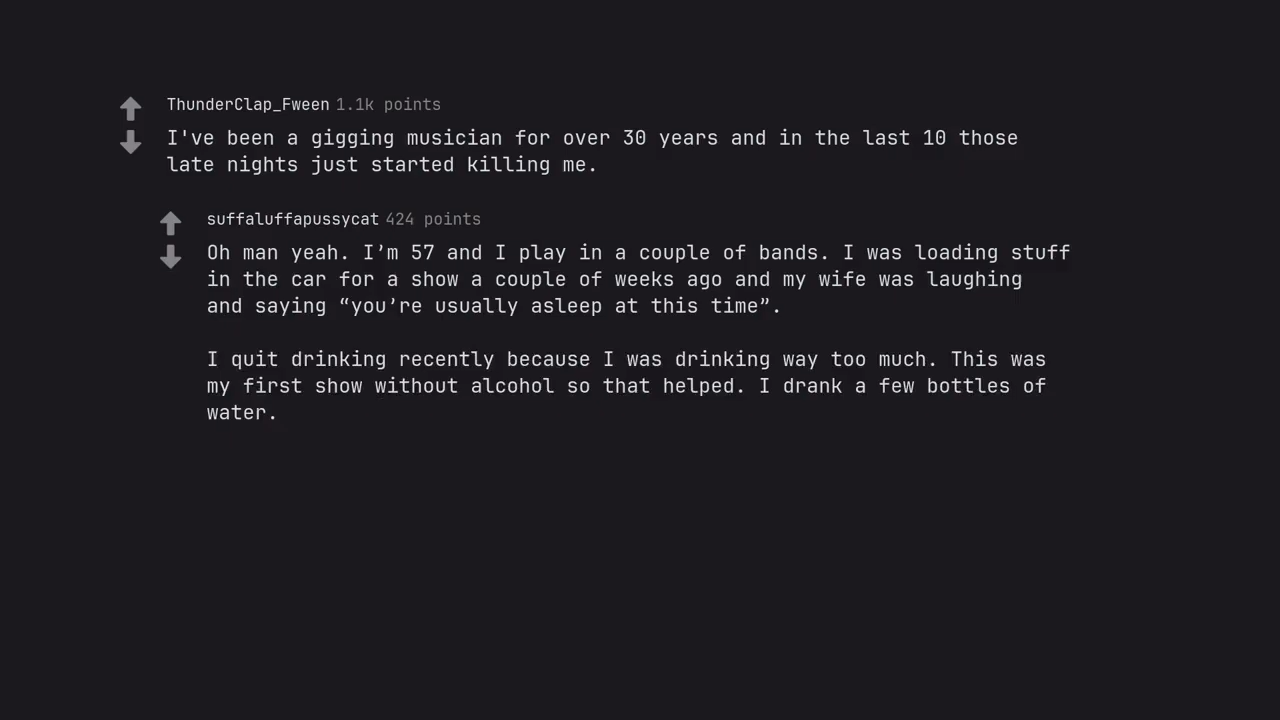 ThunderClap_Fween 1.1k points
I've been a gigging musician for over 30 years and in the last 10 those
late nights just started killing me.
suffaluffapussycat 424 points
Oh man yeah. I’m 57 and I play in a couple of bands. I was loading stuff
in the car for a show a couple of weeks ago and my wife was laughing
and saying “you’re usually asleep at this time”.
I quit drinking recently because I was drinking way too much. This was
my first show without alcohol so that helped. I drank a few bottles of
water.